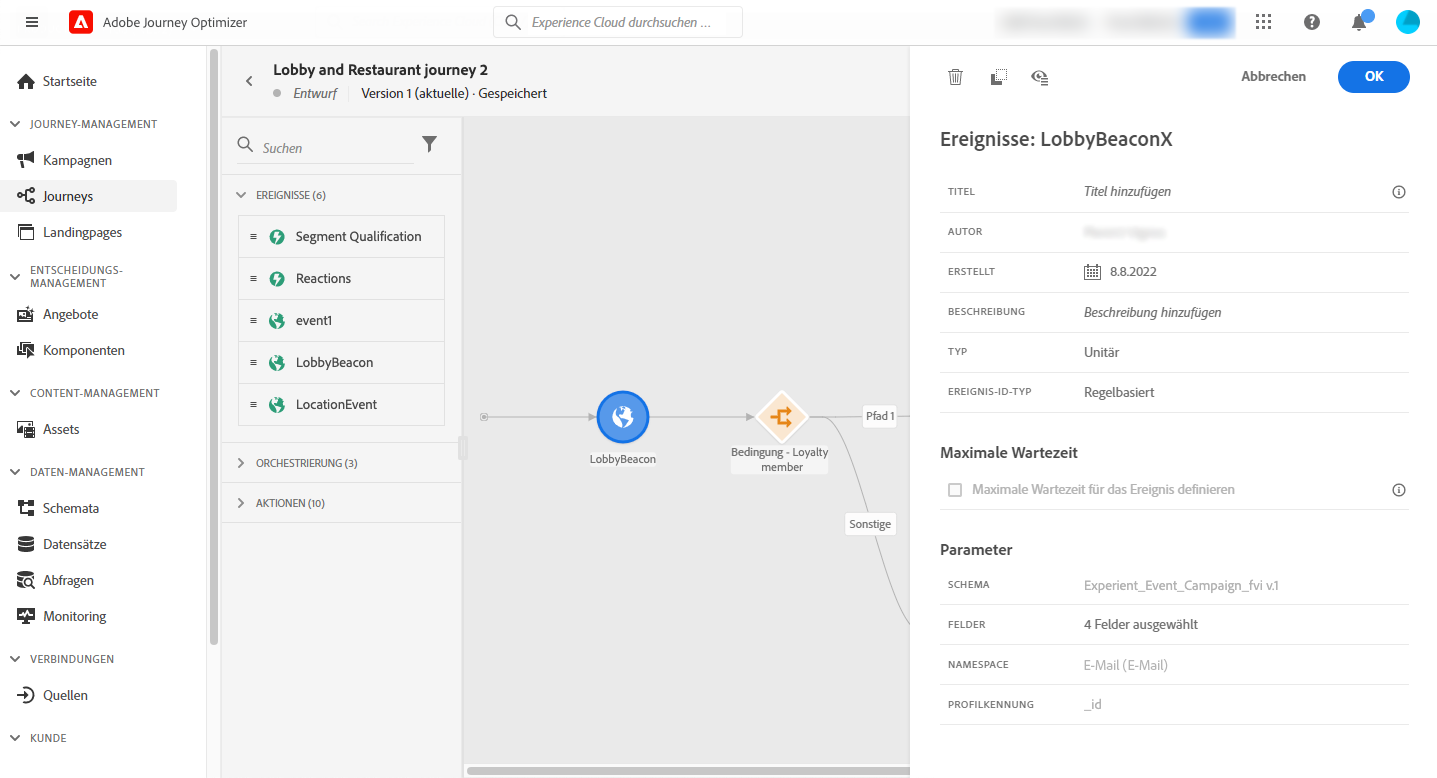 Adobe Journey Optimizer
Experience Cloud durchsuchen ...
Startseite
JOURNEY-MANAGEMENT
Kampagnen
Journeys
Landingpages
ENTSCHEIDUNGS-
MANAGEMENT
Angebote
Komponenten
CONTENT-MANAGEMENT
Assets
DATEN-MANAGEMENT
Schemata
Datensätze
Abfragen
Monitoring
VERBINDUNGEN
Quellen
KUNDE
Lobby and Restaurant journey 2
Entwurf Version 1 (aktuelle) · Gespeichert
Suchen
EREIGNISSE (6)
Segment Qualification
Reactions
event1
LobbyBeacon
LocationEvent
ORCHESTRIERUNG (3)
AKTIONEN (10)
LobbyBeacon
Bedingung - Loyalty
member
Pfad 1
Sonstige
Abbrechen OK
Ereignisse: LobbyBeaconX
TITEL Titel hinzufügen
AUTOR
ERSTELLT 8.8.2022
BESCHREIBUNG Beschreibung hinzufügen
TYP Unitär
EREIGNIS-ID-TYP Regelbasiert
Maximale Wartezeit
Maximale Wartezeit für das Ereignis definieren
Parameter
SCHEMA Experient_Event_Campaign_fvi v.1
FELDER 4 Felder ausgewählt
NAMESPACE E-Mail (E-Mail)
PROFILKENNUNG _id